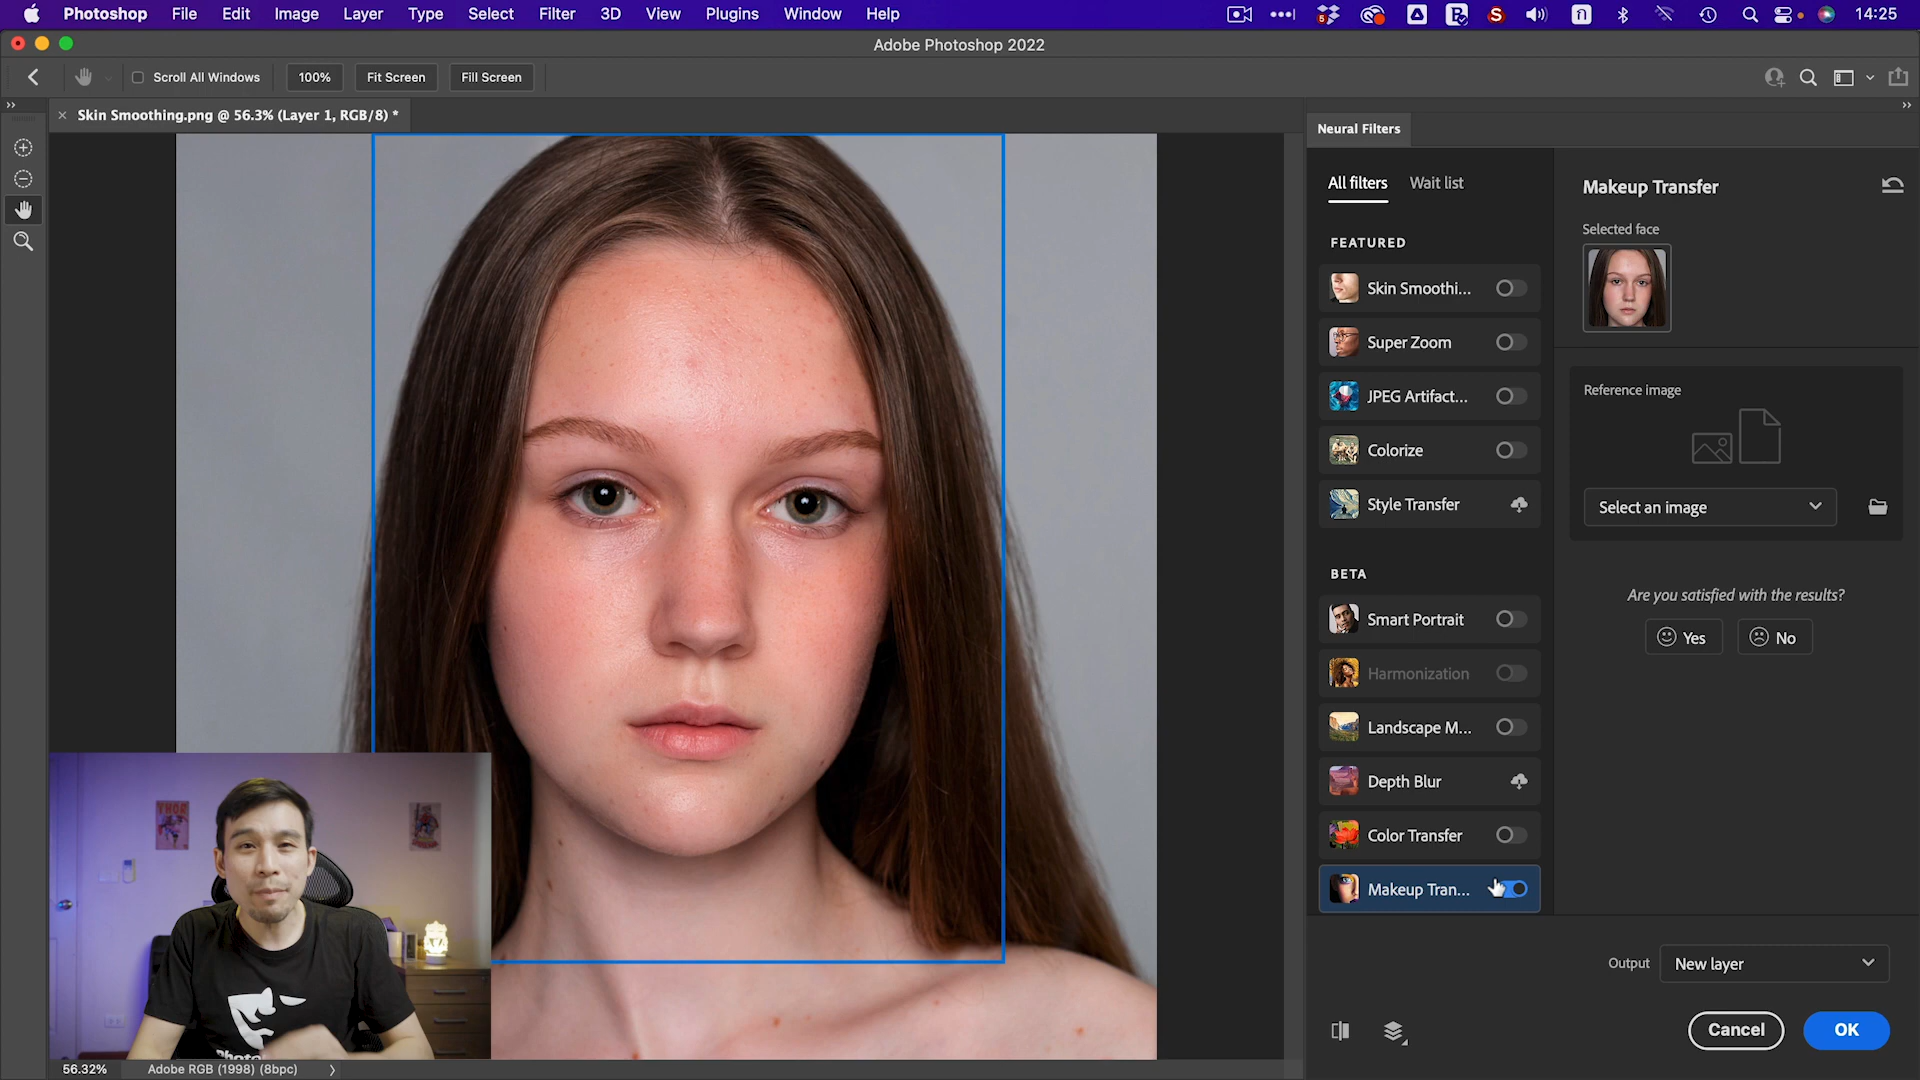 Photoshop File Edit Image Layer Type Select Filter 3D View Plugins Window Help 14:25
Adobe Photoshop 2022
Scroll All Windows 100% Fit Screen Fill Screen
Skin Smoothing.png @ 56.3% (Layer 1, RGB/8) *
Neural Filters
All filters Wait list
Makeup Transfer
Selected face
FEATURED
Skin Smoothi...
Super Zoom
JPEG Artifact...
Reference image
Colorize
Style Transfer
Select an image
BETA
Are you satisfied with the results?
Smart Portrait
Yes No
Harmonization
Landscape M...
Depth Blur
THOR
Color Transfer
Makeup Tran...
Output New layer
Cancel OK
56.32% Adobe RGB (1998) (8bpc)